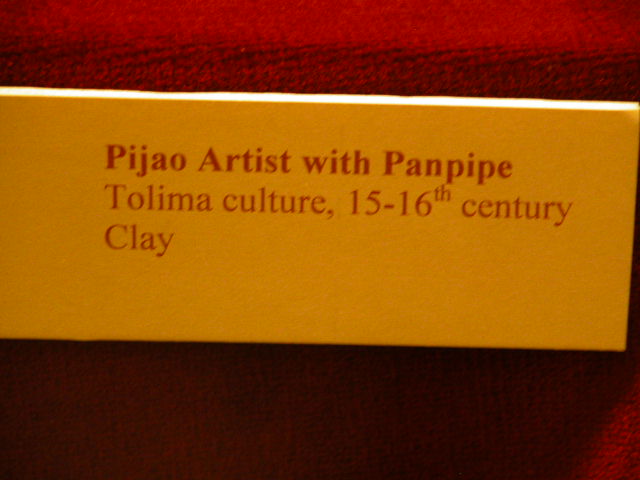 Pijao Artist with Panpipe
Tolima culture, 15-16th century
Clay